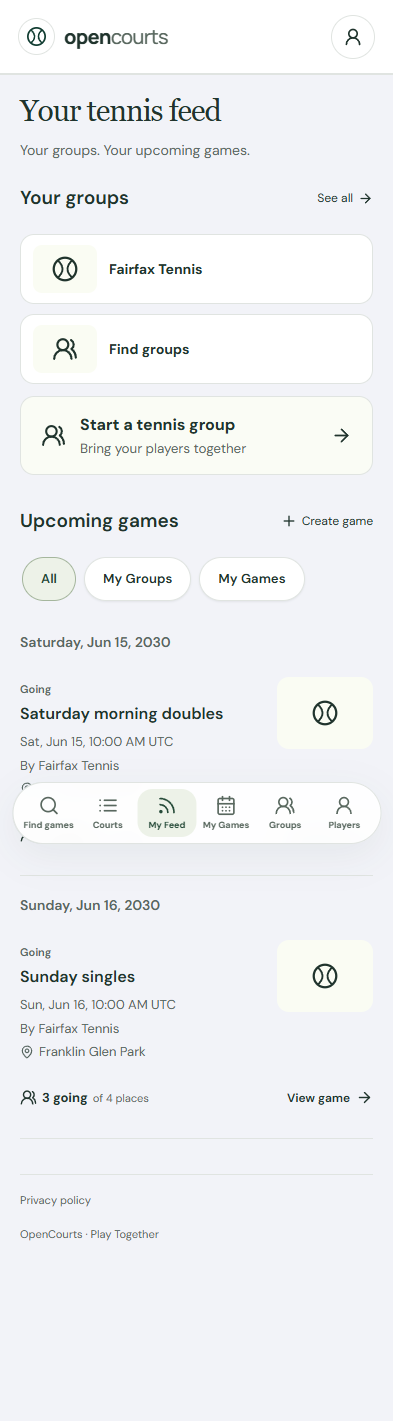 opencourts
Your tennis feed
Your groups. Your upcoming games.
Your groups
See all
Fairfax Tennis
Find groups
Start a tennis group
Bring your players together
Upcoming games
Create game
All
My Groups
My Games
Saturday, Jun 15, 2030
Going
Saturday morning doubles
Sat, Jun 15, 10:00 AM UTC
By Fairfax Tennis
Find games
Courts
My Feed
My Games
Groups
Players
Sunday, Jun 16, 2030
Going
Sunday singles
Sun, Jun 16, 10:00 AM UTC
By Fairfax Tennis
Franklin Glen Park
3 going of 4 places
View game
Privacy policy
OpenCourts · Play Together